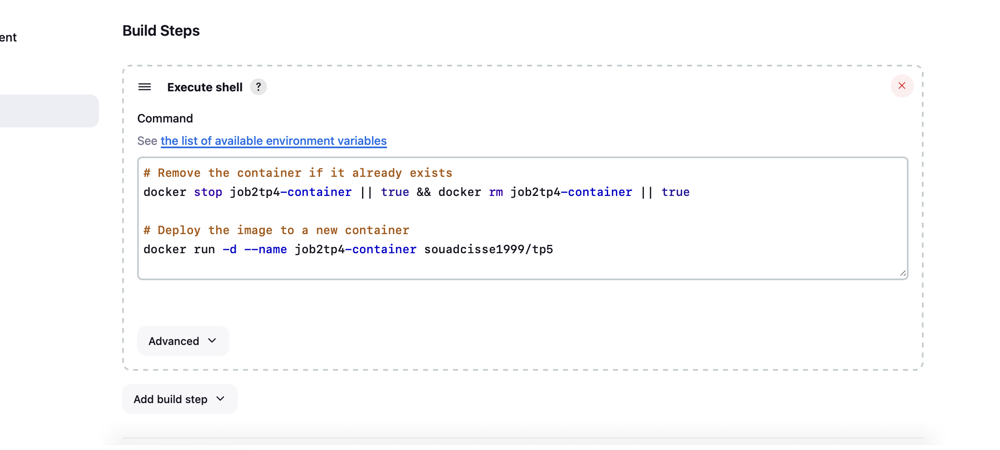 ent
Build Steps
Execute shell ?
Command
See the list of available environment variables
# Remove the container if it already exists
docker stop job2tp4-container || true && docker rm job2tp4-container || true
# Deploy the image to a new container
docker run -d --name job2tp4-container souadcisse1999/tp5
Advanced
Add build step